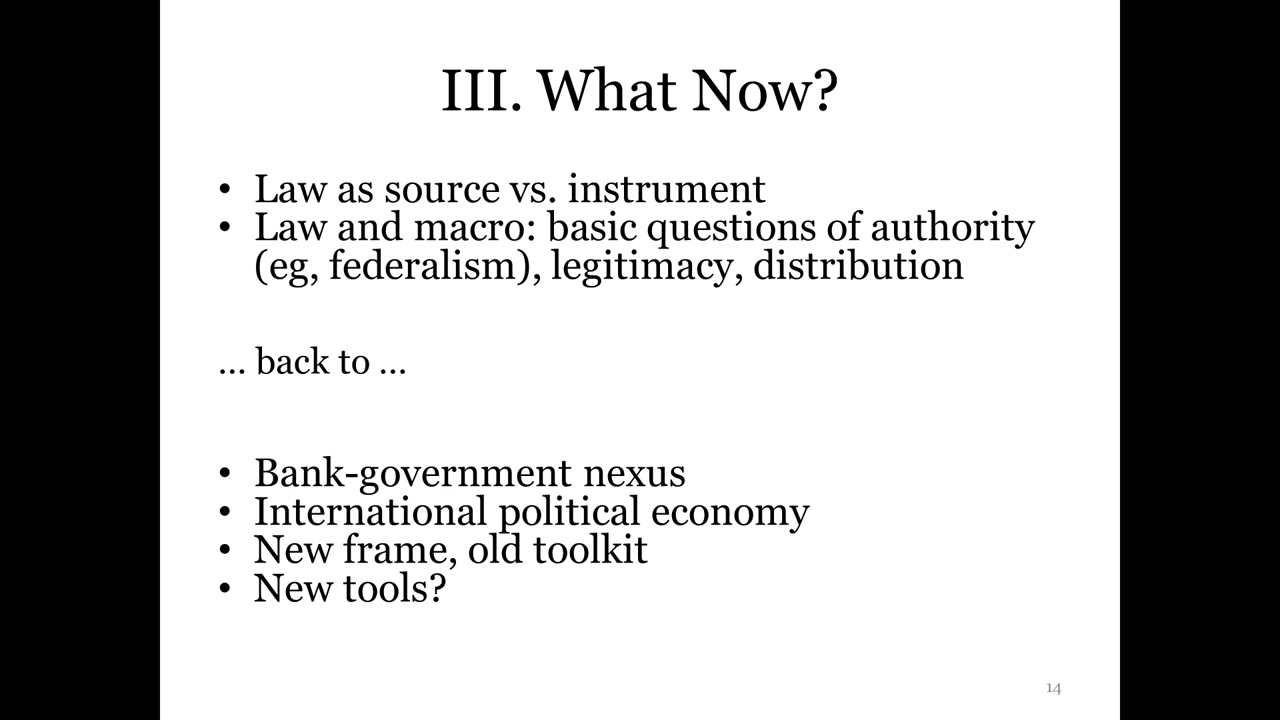 III. What Now?
• Law as source vs. instrument
• Law and macro: basic questions of authority
(eg, federalism), legitimacy, distribution
... back to ...
• Bank-government nexus
• International political economy
• New frame, old toolkit
• New tools?
14